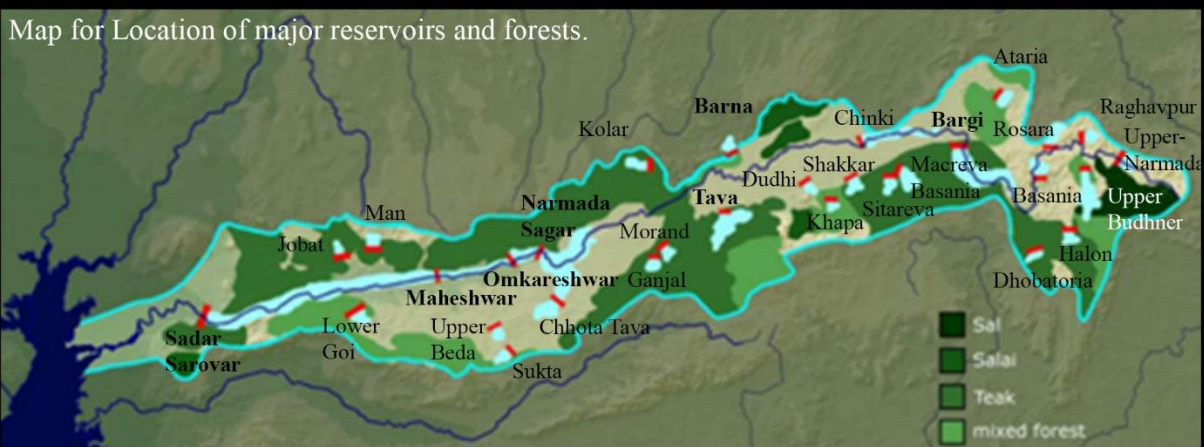 Map for Location of major reservoirs and forests.
Ataria
Barna
Chinki
Bargi
Raghavpur
Kolar
Rosara
Upper-
Narmada
Shakkar
Macreva
Dudhi
Basania
Basania
Upper
Budhner
Tava
Sitareva
Khapa
Narmada
Sagar
Man
Morand
Jobat
Halon
Omkareshwar
Ganjal
Dhobatoria
Maheshwar
Lower
Goi
Upper
Beda
Chhota Tava
Sadar
Sarovar
Sukta
Sal
Salai
Teak
mixed forest